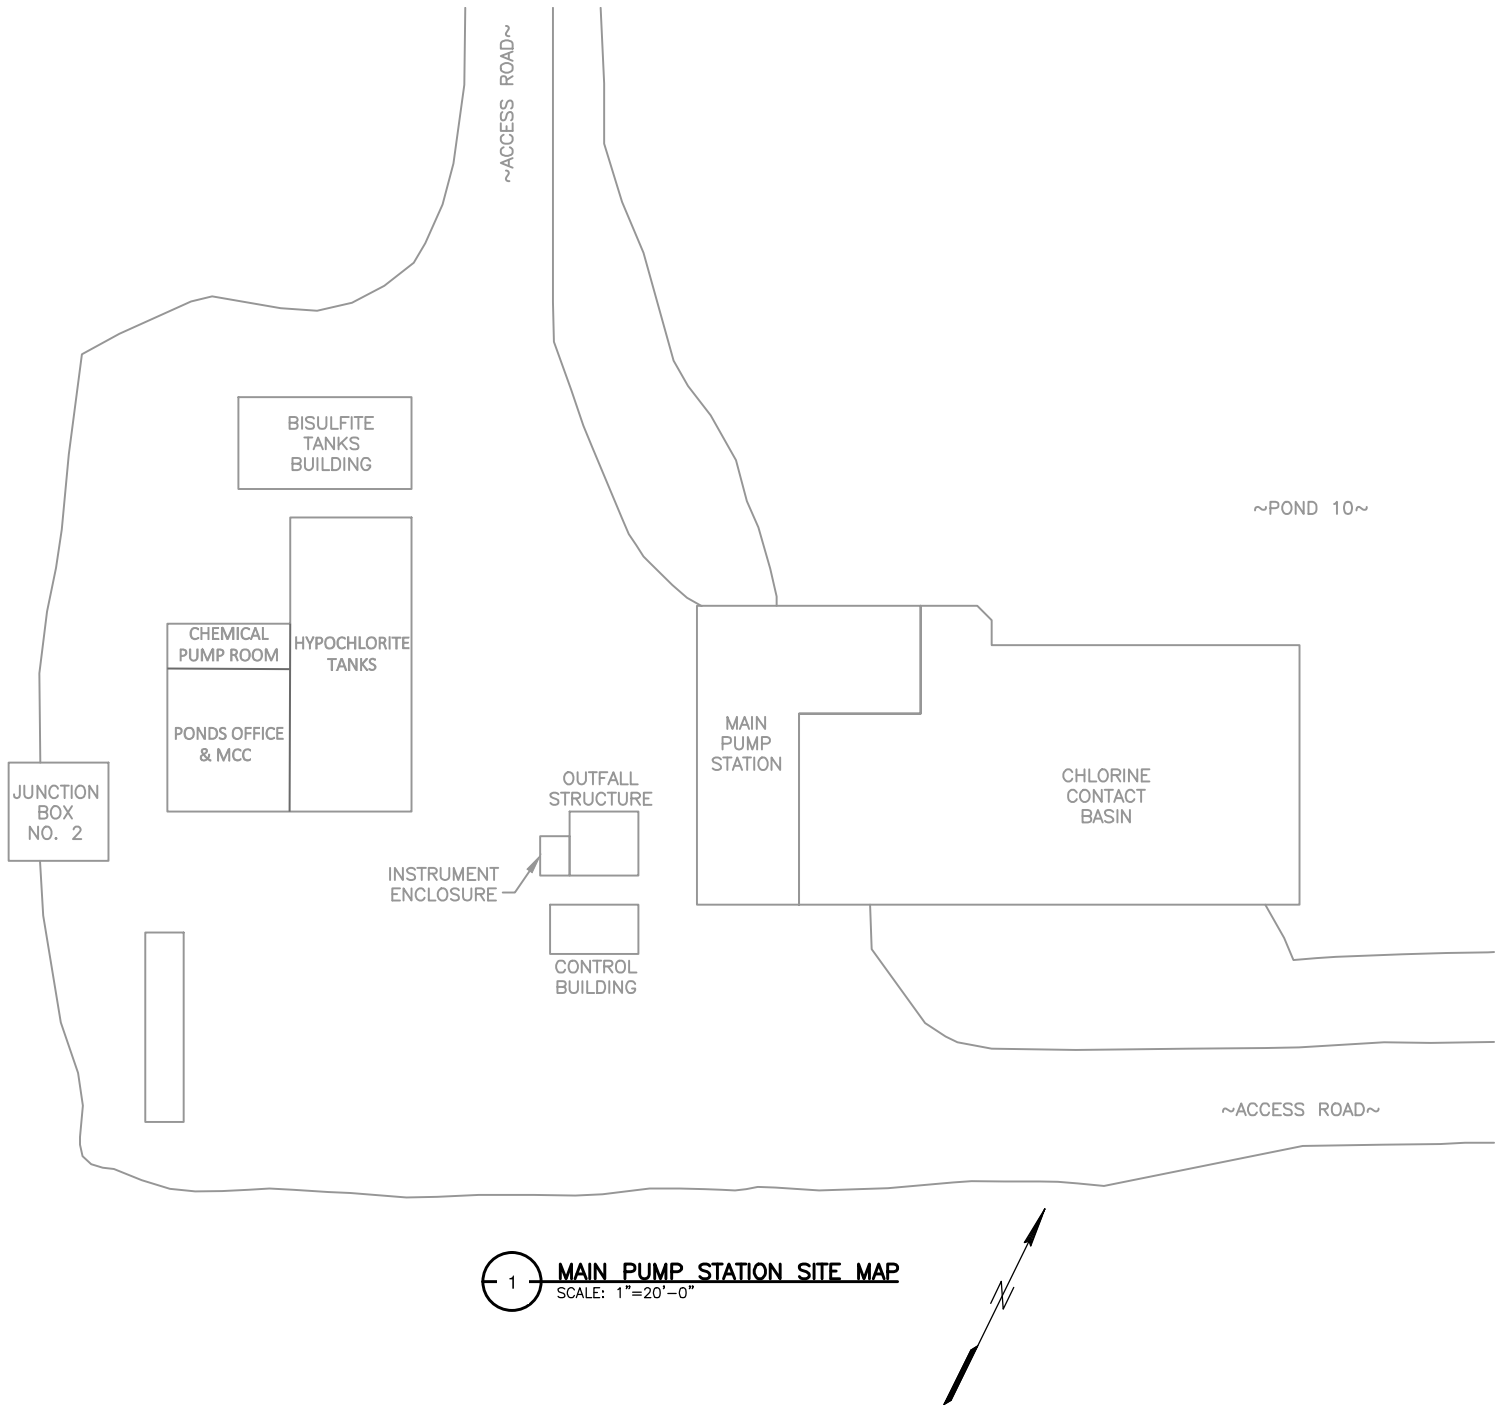 ~ACCESS ROAD~
BISULFITE
TANKS
BUILDING
~POND 10~
CHEMICAL
PUMP ROOM
HYPOCHLORITE
TANKS
PONDS OFFICE
& MCC
MAIN
PUMP
STATION
JUNCTION
BOX
NO. 2
OUTFALL
STRUCTURE
CHLORINE
CONTACT
BASIN
INSTRUMENT
ENCLOSURE
CONTROL
BUILDING
~ACCESS ROAD~
1
MAIN PUMP STATION SITE MAP
SCALE: 1"=20'-0"
N